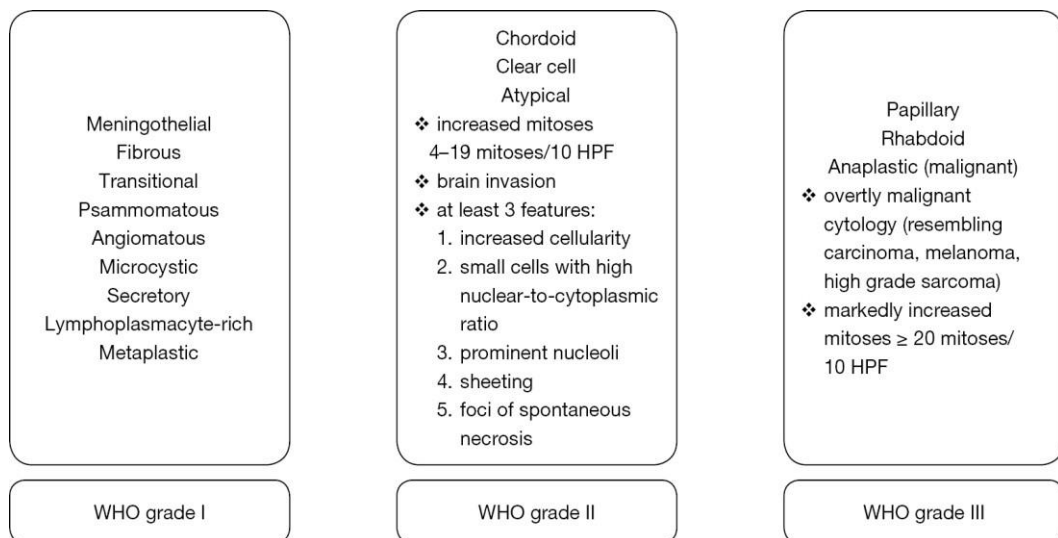 Meningothelial
Fibrous
Transitional
Psammomatous
Angiomatous
Microcystic
Secretory
Lymphoplasmacyte-rich
Metaplastic
WHO grade I
Chordoid
Clear cell
Atypical
❖ increased mitoses
4–19 mitoses/10 HPF
❖ brain invasion
❖ at least 3 features:
1. increased cellularity
2. small cells with high
nuclear-to-cytoplasmic
ratio
3. prominent nucleoli
4. sheeting
5. foci of spontaneous
necrosis
WHO grade II
Papillary
Rhabdoid
Anaplastic (malignant)
❖ overtly malignant
cytology (resembling
carcinoma, melanoma,
high grade sarcoma)
❖ markedly increased
mitoses ≥ 20 mitoses/
10 HPF
WHO grade III